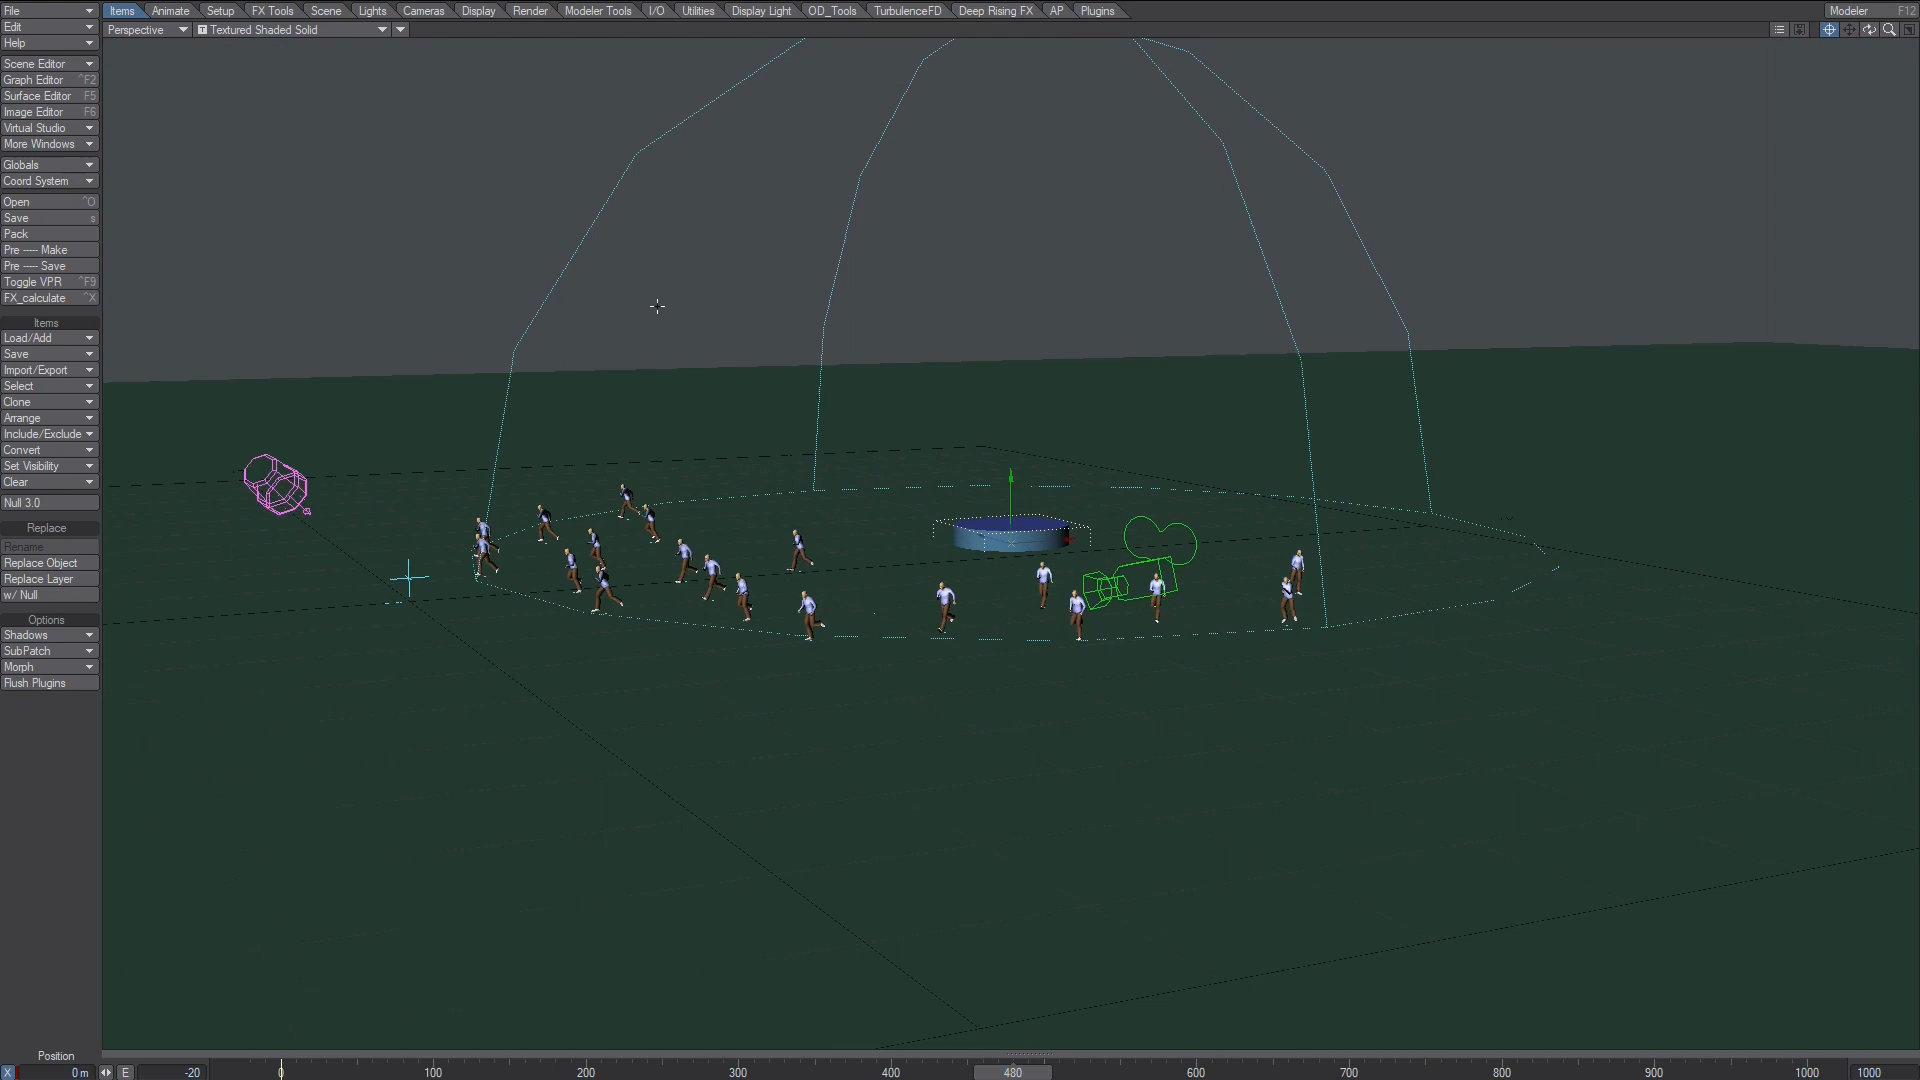 File Items Animate Setup FX Tools Scene Lights Cameras Display Render Modeler Tools I/O Utilities Display Light OD_Tools TurbulenceFD Deep Rising FX AP Plugins Modeler F12
Edit Perspective T Textured Shaded Solid
Help
Scene Editor
Graph Editor ^F2
Surface Editor F5
Image Editor F6
Virtual Studio
More Windows
Globals
Coord System
Open ^O
Save s
Pack
Pre ---- Make
Pre ---- Save
Toggle VPR ^F9
FX_calculate ^X
Items
Load/Add
Save
Import/Export
Select
Clone
Arrange
Include/Exclude
Convert
Set Visibility
Clear
Null 3.0
Replace
Rename
Replace Object
Replace Layer
w/ Null
Options
Shadows
SubPatch
Morph
Flush Plugins
Position
X 0 m E -20 0 100 200 300 400 480 600 700 800 900 1000 1000